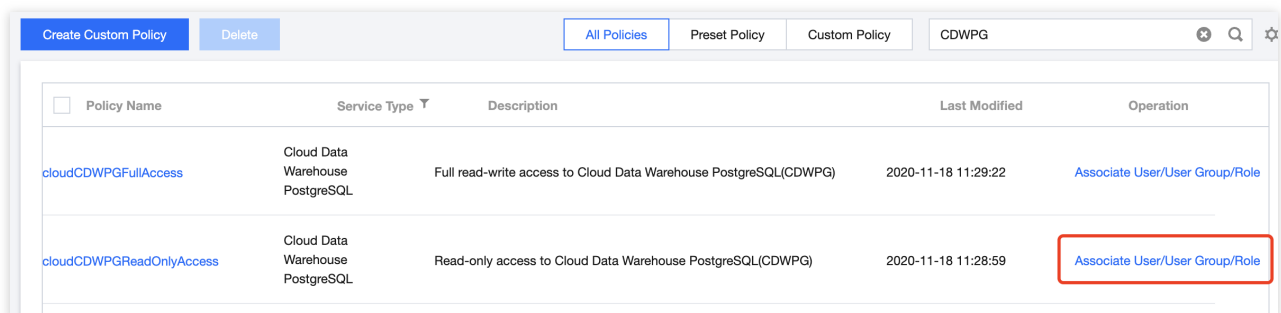 Create Custom Policy
Delete
All Policies
Preset Policy
Custom Policy
CDWPG
Policy Name
Service Type
Description
Last Modified
Operation
cloudCDWPGFullAccess
Cloud Data
Warehouse
PostgreSQL
Full read-write access to Cloud Data Warehouse PostgreSQL(CDWPG)
2020-11-18 11:29:22
Associate User/User Group/Role
cloudCDWPGReadOnlyAccess
Cloud Data
Warehouse
PostgreSQL
Read-only access to Cloud Data Warehouse PostgreSQL(CDWPG)
2020-11-18 11:28:59
Associate User/User Group/Role